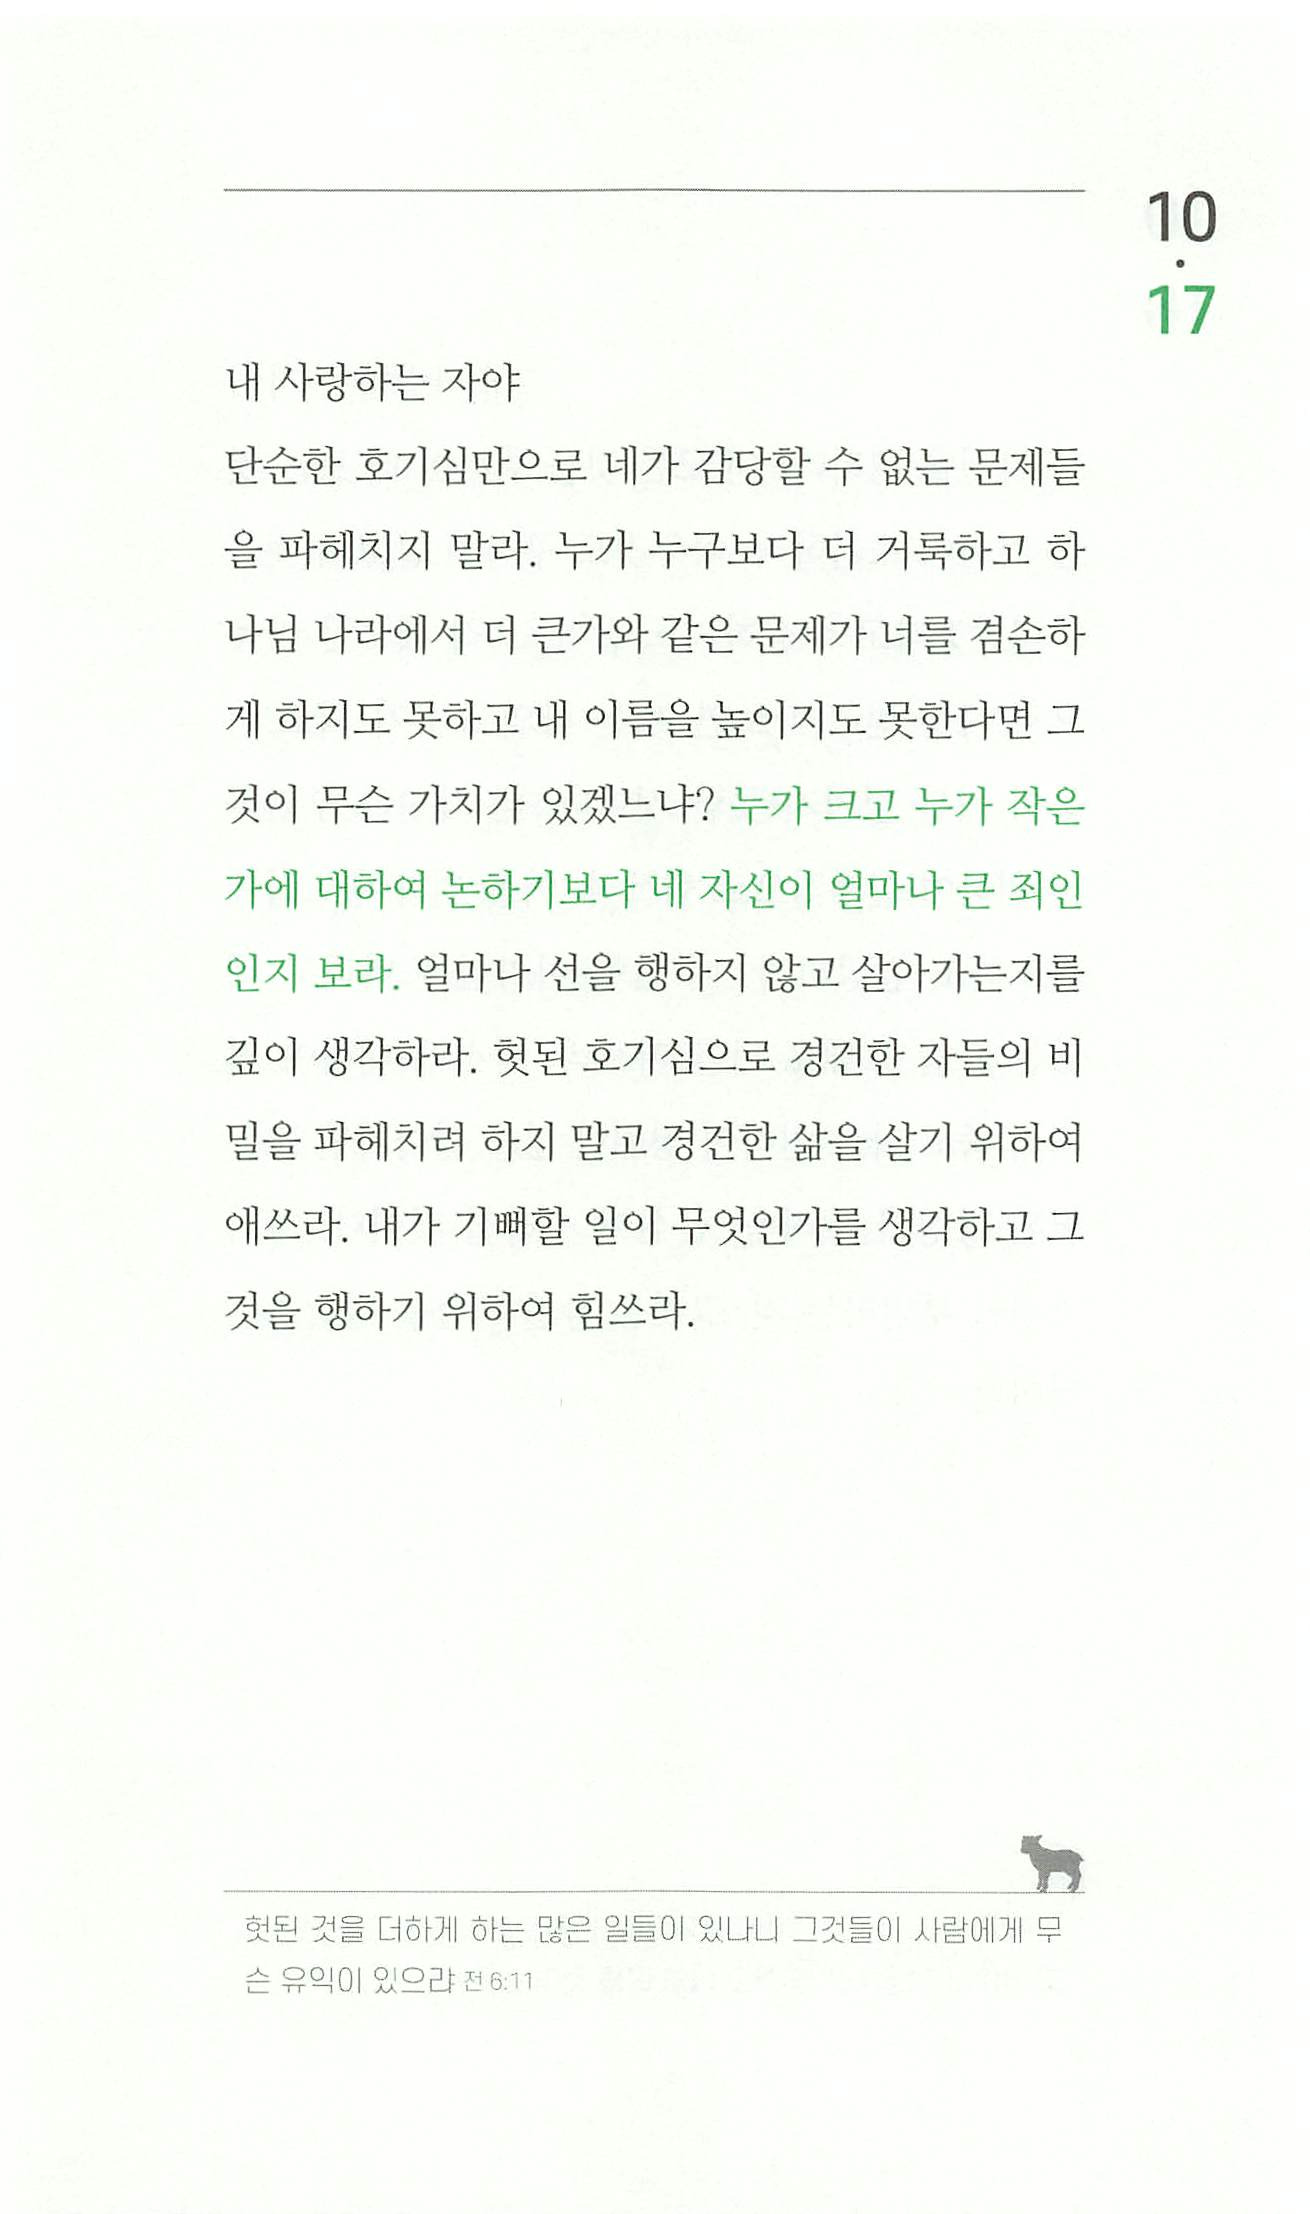 10
·
17
내 사랑하는 자야
단순한 호기심만으로 네가 감당할 수 없는 문제들
을 파헤치지 말라. 누가 누구보다 더 거룩하고 하
나님 나라에서 더 큰가와 같은 문제가 너를 겸손하
게 하지도 못하고 내 이름을 높이지도 못한다면 그
것이 무슨 가치가 있겠느냐? 누가 크고 누가 작은
가에 대하여 논하기보다 네 자신이 얼마나 큰 죄인
인지 보라. 얼마나 선을 행하지 않고 살아가는지를
깊이 생각하라. 헛된 호기심으로 경건한 자들의 비
밀을 파헤치려 하지 말고 경건한 삶을 살기 위하여
애쓰라. 내가 기뻐할 일이 무엇인가를 생각하고 그
것을 행하기 위하여 힘쓰라.
헛된 것을 더하게 하는 많은 일들이 있나니 그것들이 사람에게 무
슨 유익이 있으랴 전 6:11